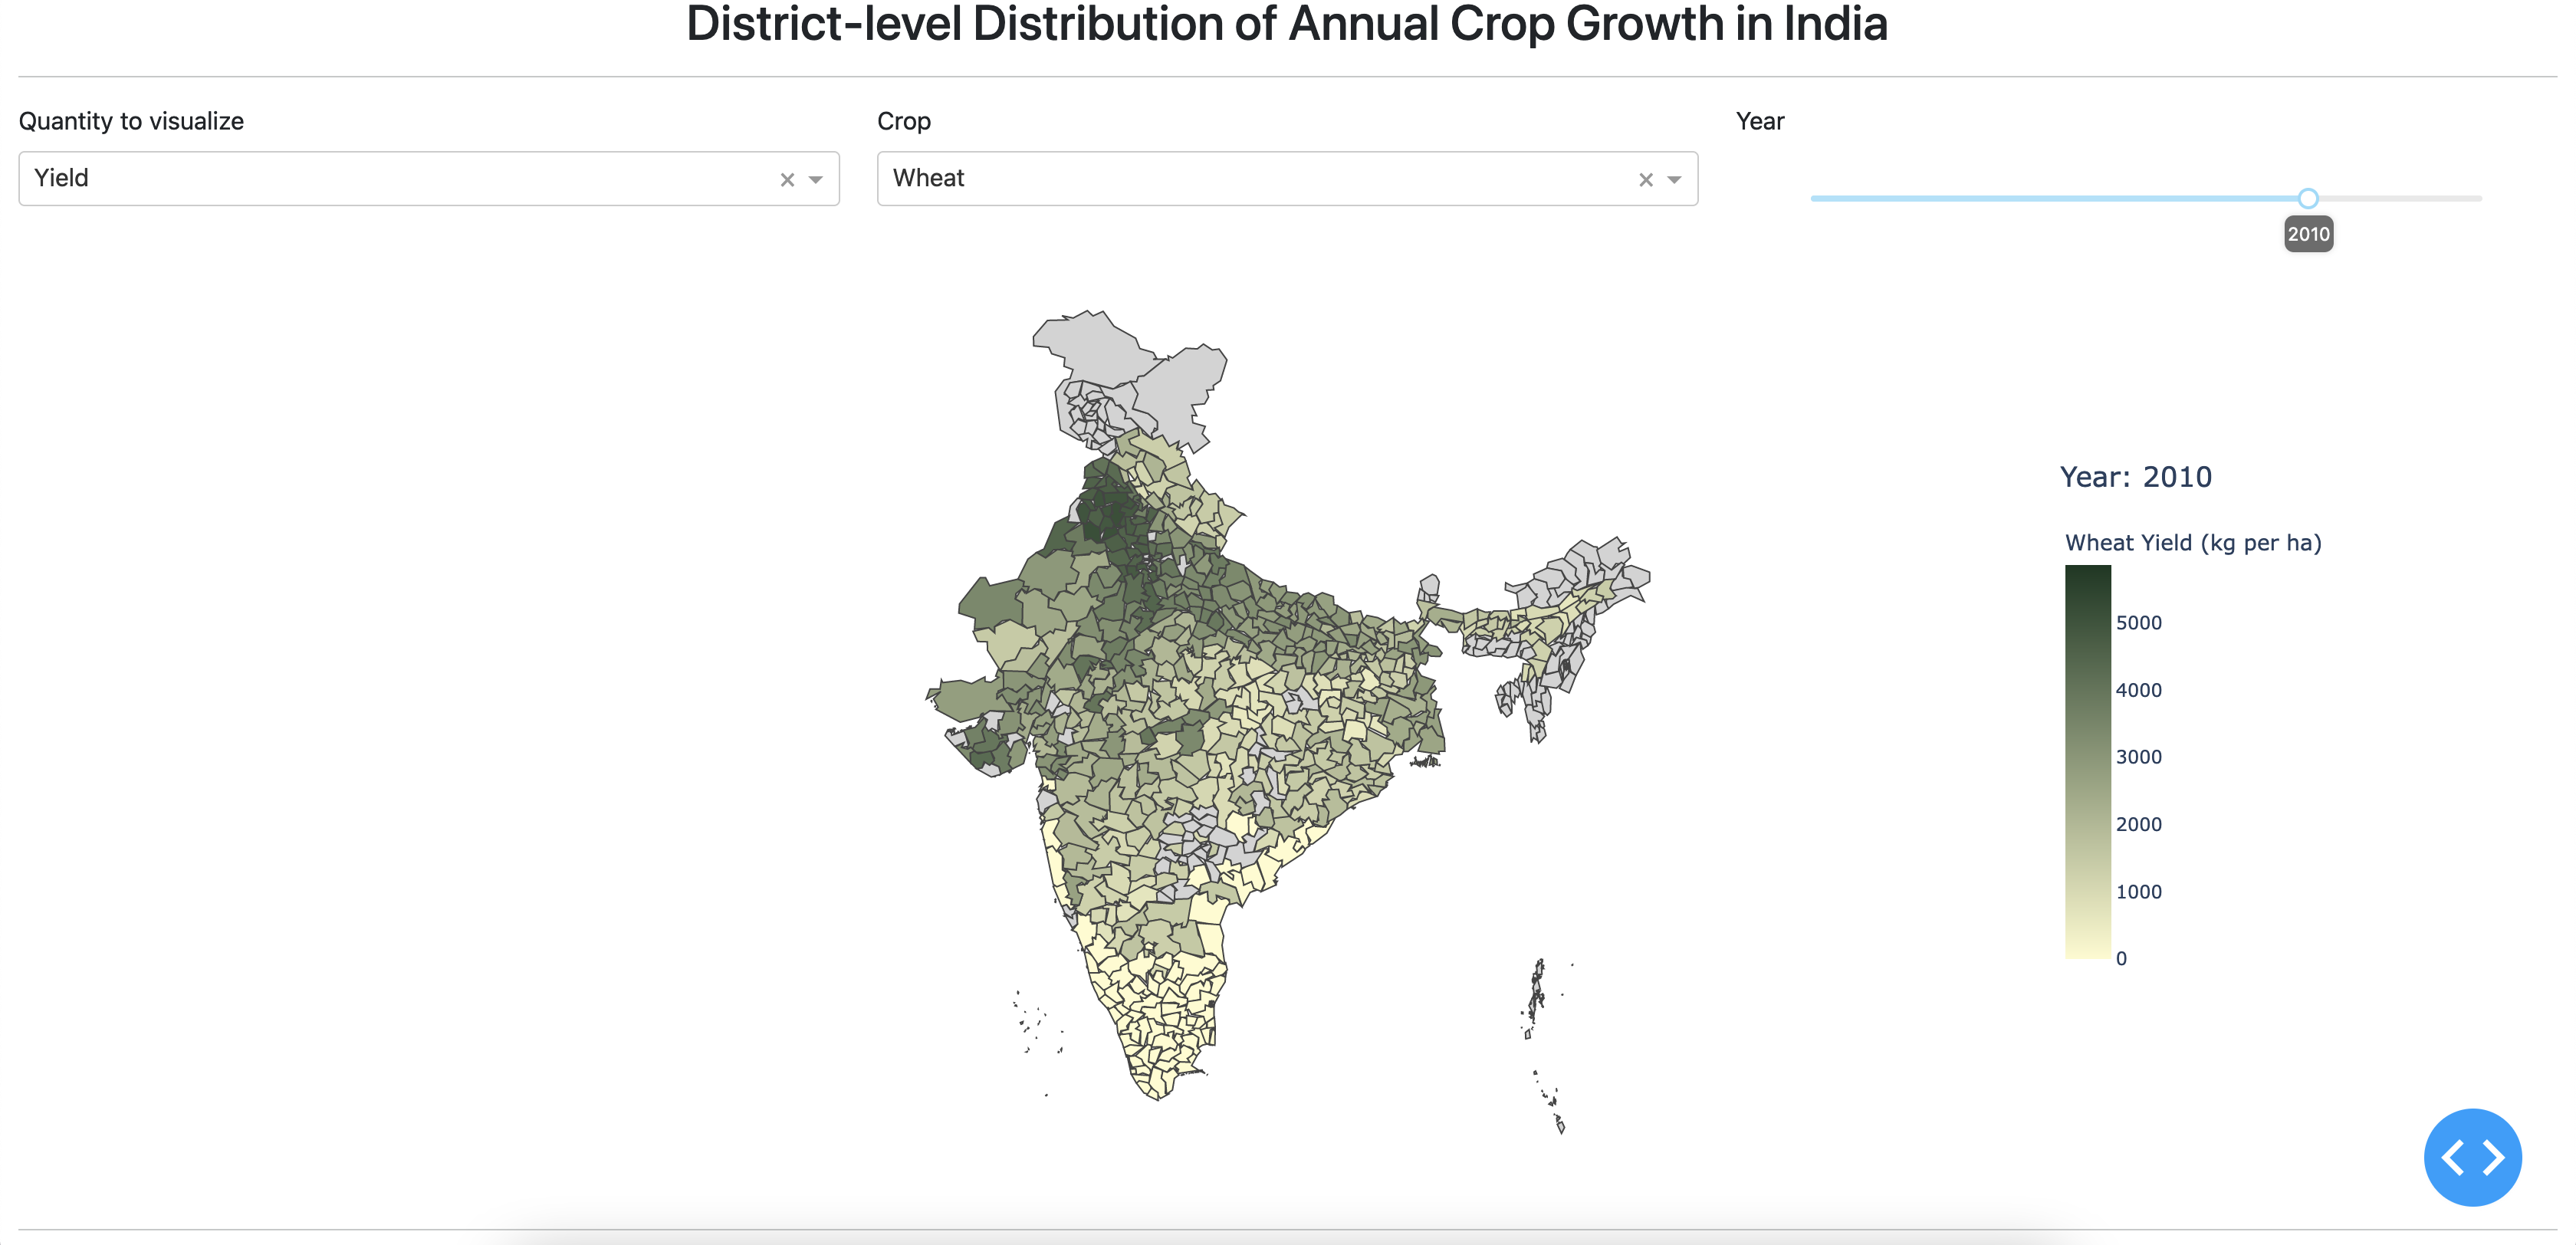 District-level Distribution of Annual Crop Growth in India
Quantity to visualize
Crop
Year
Yield
Wheat
2010
Year: 2010
Wheat Yield (kg per ha)
5000
4000
3000
2000
1000
0